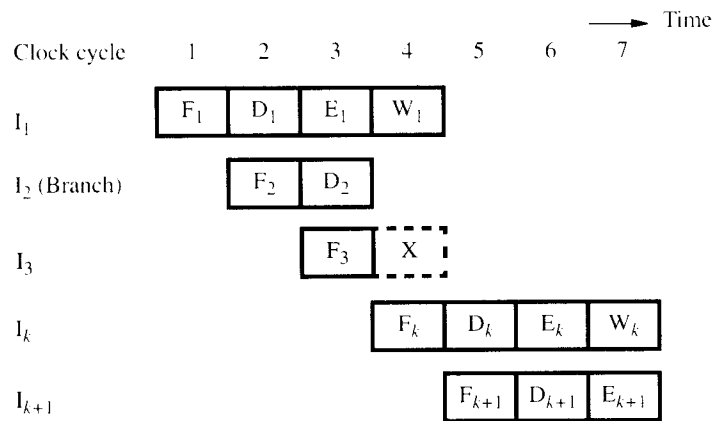 Time
Clock cycle 1 2 3 4 5 6 7
I₁ F₁ D₁ E₁ W₁
I₂ (Branch) F₂ D₂
I₃ F₃ X
Iₖ Fₖ Dₖ Eₖ Wₖ
Iₖ₊₁ Fₖ₊₁ Dₖ₊₁ Eₖ₊₁